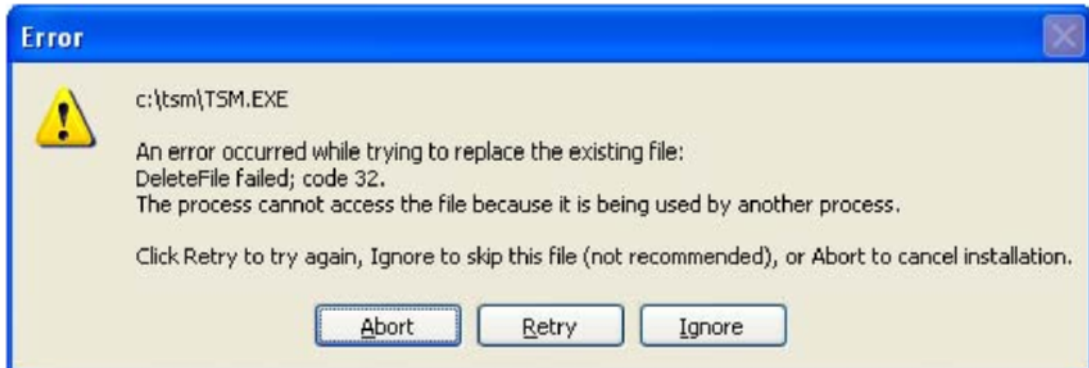 Error
c:\tsm\TSM.EXE
An error occurred while trying to replace the existing file:
DeleteFile failed; code 32.
The process cannot access the file because it is being used by another process.
Click Retry to try again, Ignore to skip this file (not recommended), or Abort to cancel installation.
Abort
Retry
Ignore